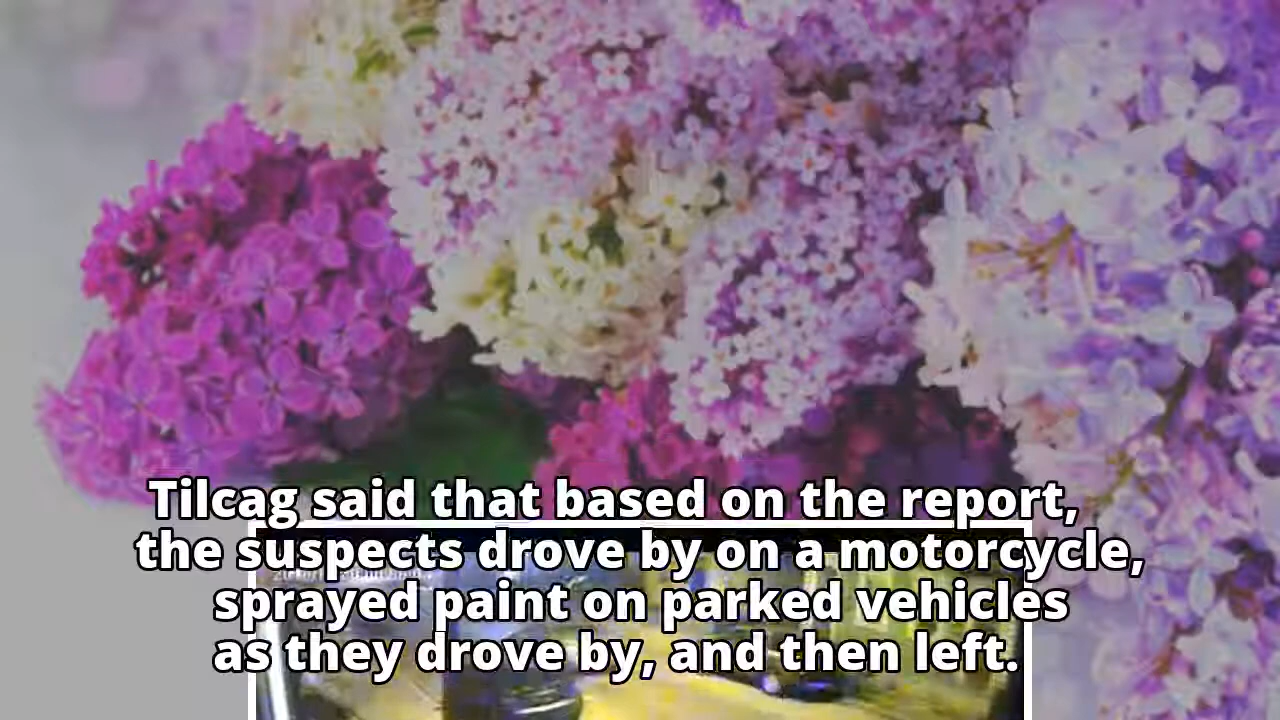 Tilcag said that based on the report,
the suspects drove by on a motorcycle,
sprayed paint on parked vehicles
as they drove by, and then left.